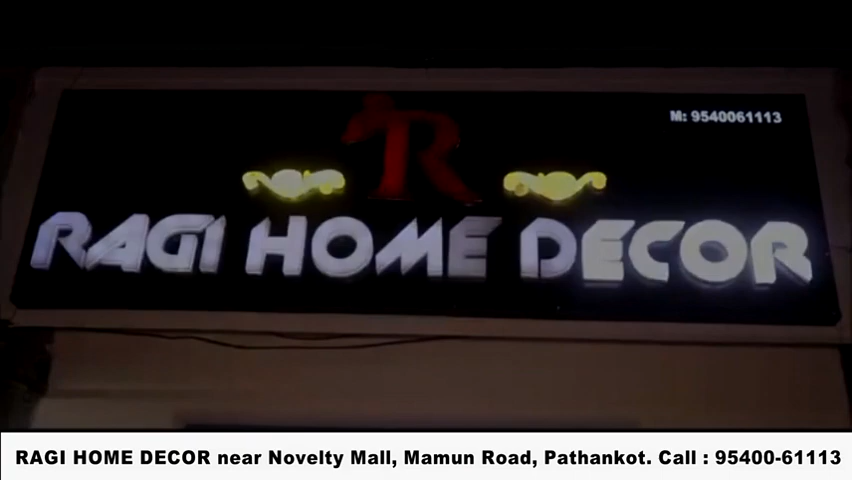 R
M: 9540061113
RAGI HOME DECOR
RAGI HOME DECOR near Novelty Mall, Mamun Road, Pathankot. Call : 95400-61113